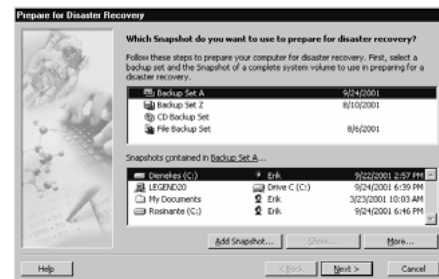 Prepare for Disaster Recovery
Which Snapshot do you want to use to prepare for disaster recovery?
Follow these steps to prepare your computer for disaster recovery. First, select a
backup set and the Snapshot of a complete system volume to use in preparing for a
disaster recovery.
Backup Set A 9/24/2001
Backup Set Z 8/10/2001
CD Backup Set
File Backup Set 8/6/2001
Snapshots contained in Backup Set A...
Dienekes (C:) Erik 9/22/2001 2:57 PM
LEGEND20 Drive C (C:) 9/24/2001 6:39 PM
My Documents Erik 3/23/2001 10:03 AM
Rosinante (C:) Erik 9/24/2001 6:46 PM
Add Snapshot... Show... More...
Help < Back Next > Cancel